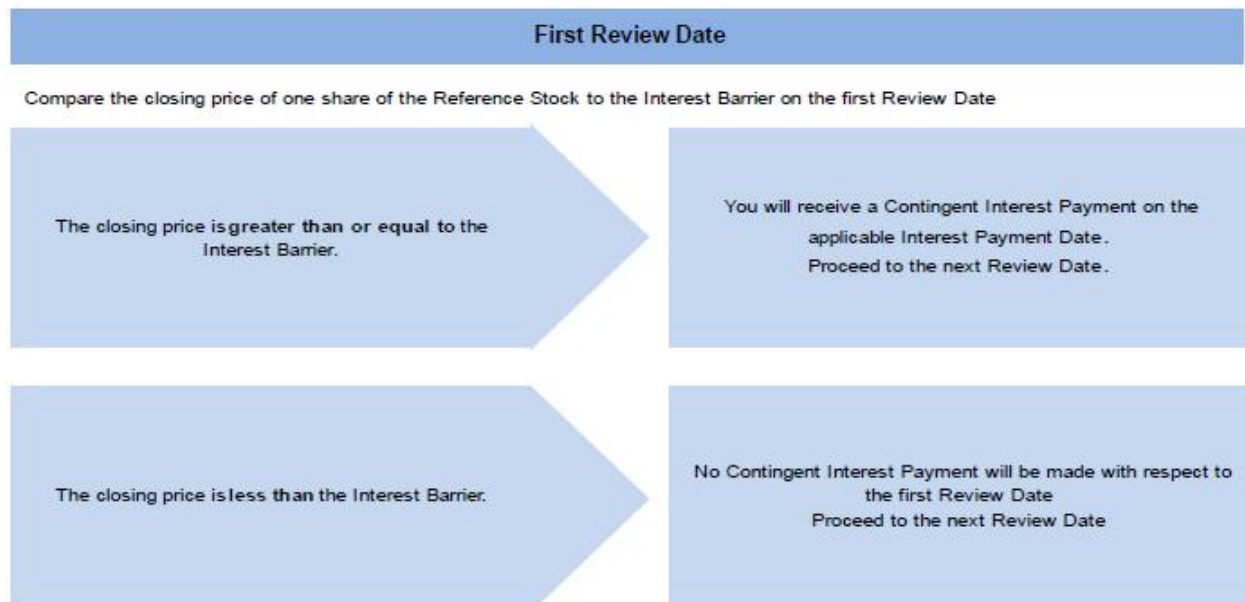 First Review Date
Compare the closing price of one share of the Reference Stock to the Interest Barrier on the first Review Date
The closing price is greater than or equal to the
Interest Barrier.
You will receive a Contingent Interest Payment on the
applicable Interest Payment Date.
Proceed to the next Review Date.
The closing price is less than the Interest Barrier.
No Contingent Interest Payment will be made with respect to
the first Review Date
Proceed to the next Review Date